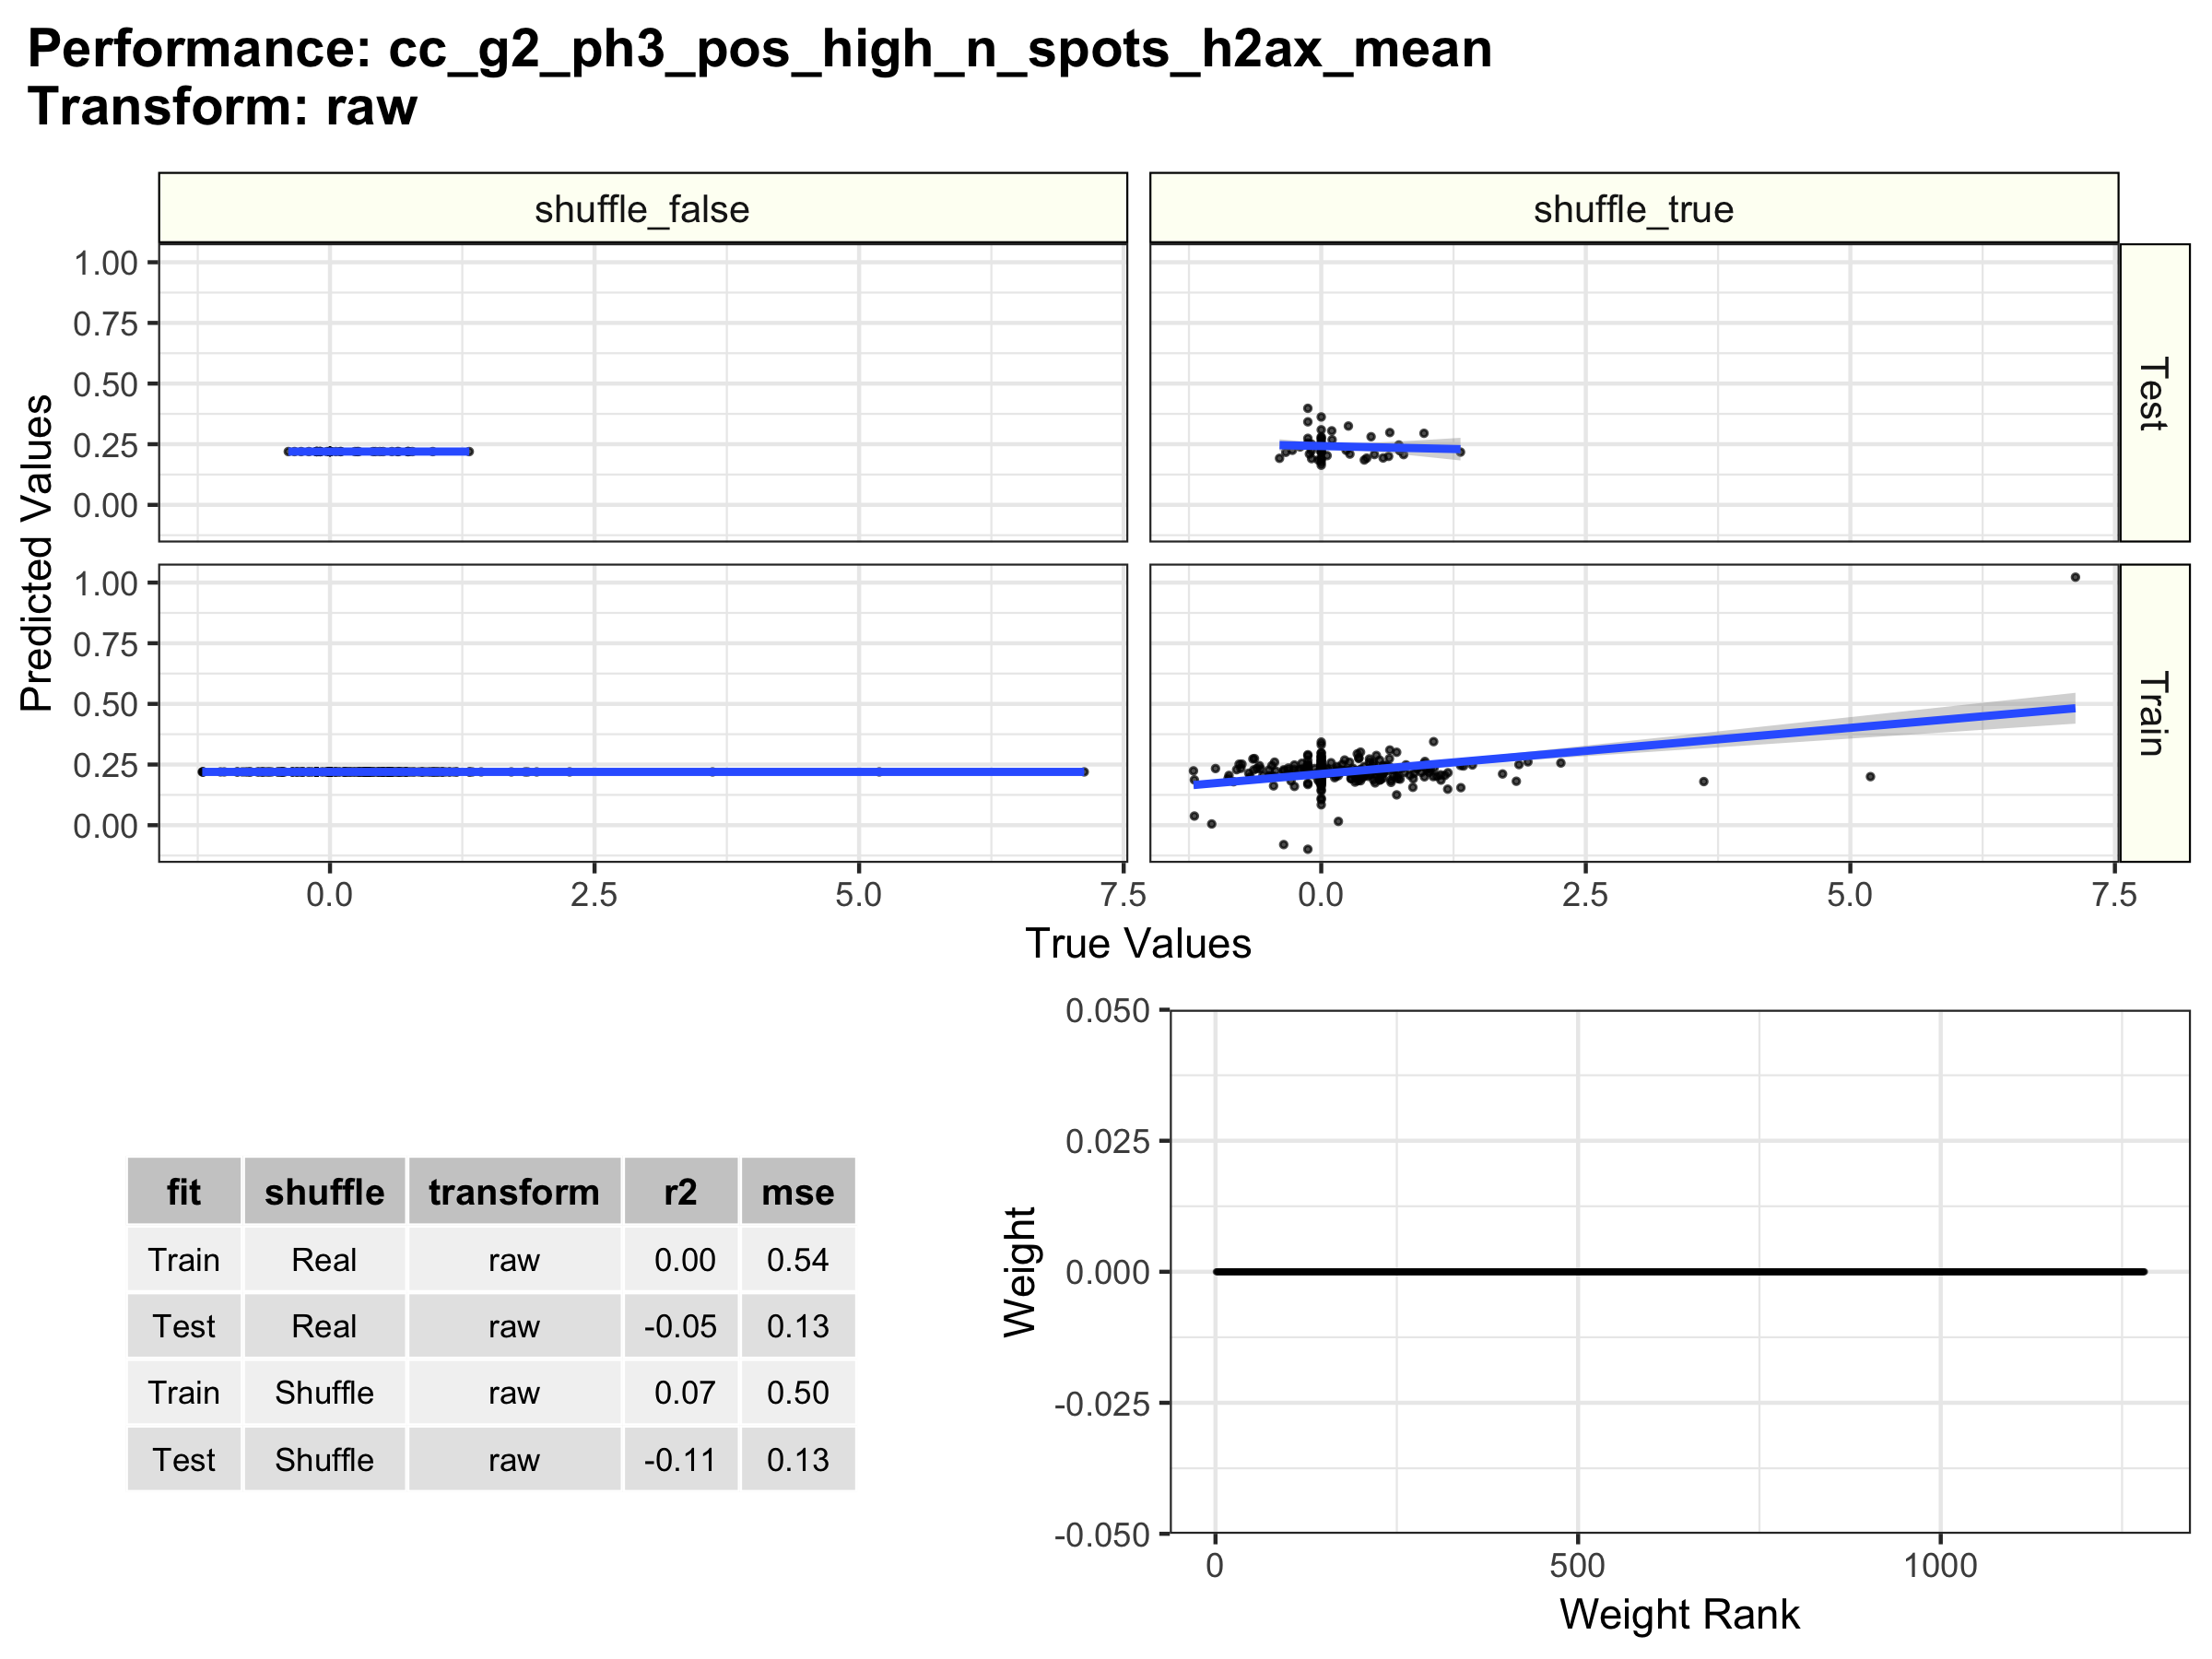 Performance: cc_g2_ph3_pos_high_n_spots_h2ax_mean
Transform: raw
shuffle_false
shuffle_true
1.00
0.75
0.50
0.25
0.00
Test
1.00
0.75
0.50
0.25
0.00
Train
Predicted Values
0.0 2.5 5.0 7.5
0.0 2.5 5.0 7.5
True Values
fit shuffle transform r2 mse
Train Real raw 0.00 0.54
Test Real raw -0.05 0.13
Train Shuffle raw 0.07 0.50
Test Shuffle raw -0.11 0.13
0.050
0.025
0.000
-0.025
-0.050
Weight
0 500 1000
Weight Rank